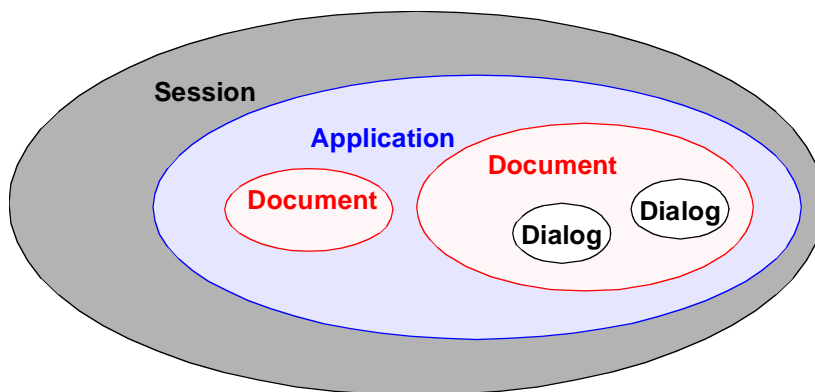 Session
Application
Document
Document
Dialog
Dialog